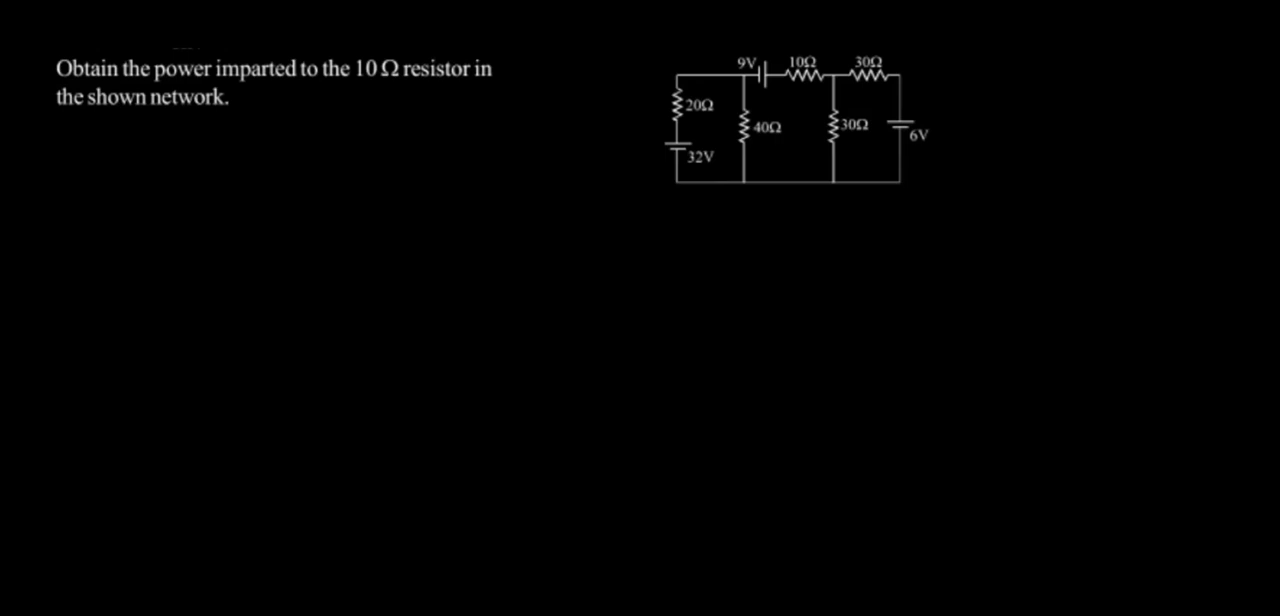 Obtain the power imparted to the 10 Ω resistor in
the shown network.
9V
10Ω
30Ω
20Ω
40Ω
30Ω
6V
32V